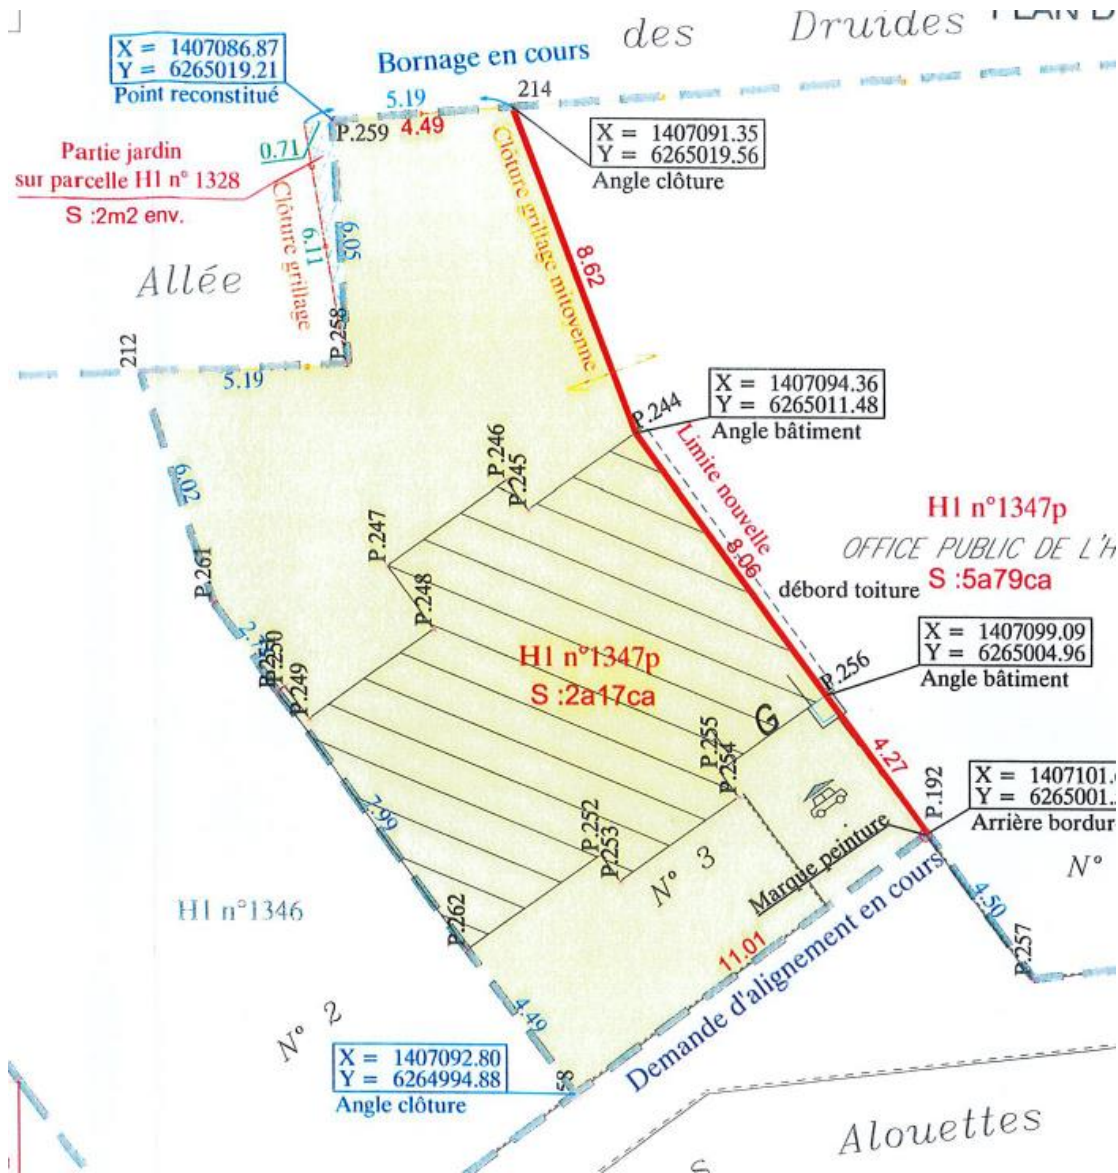 des Druides
X = 1407086.87
Y = 6265019.21
Point reconstitué
Bornage en cours
5.19
214
P.259
4.49
X = 1407091.35
Y = 6265019.56
Angle clôture
0.71
Partie jardin
sur parcelle H1 n° 1328
S :2m2 env.
Clôture grillage
6.11
6.05
Clôture grillage mitoyenne
8.62
Allée
212
P.258
5.19
X = 1407094.36
Y = 6265011.48
Angle bâtiment
P.244
P.246
P.245
Limite nouvelle
6.02
P.247
8.06
H1 n°1347p
OFFICE PUBLIC DE L'H
S :5a79ca
débord toiture
P.261
P.248
X = 1407099.09
Y = 6265004.96
Angle bâtiment
P.250
P.249
H1 n°1347p
S :2a17ca
P.256
G
P.255
P.254
4.27
P.192
X = 1407101.
Y = 6265001.
Arrière bordur
7.99
P.252
P.253
N° 3
Marque peinture
N°
H1 n°1346
P.262
4.50
P.257
11.01
Demande d'alignement en cours
4.49
N° 2
X = 1407092.80
Y = 6264994.88
Angle clôture
58
Alouettes